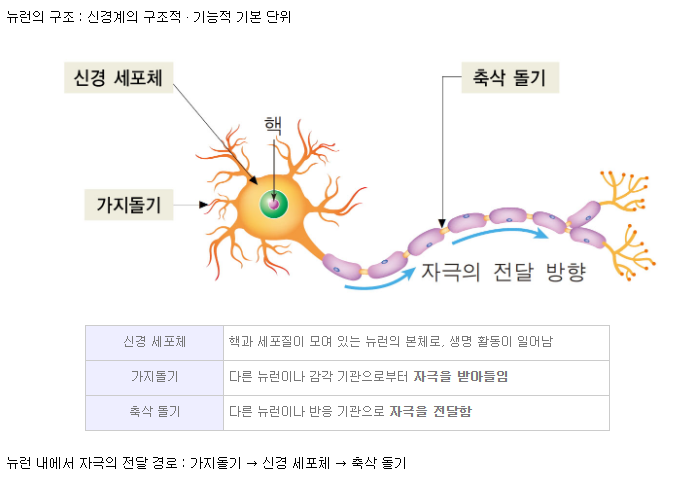 뉴런의 구조 : 신경계의 구조적 · 기능적 기본 단위
신경 세포체
축삭 돌기
핵
가지돌기
자극의 전달 방향
신경 세포체 핵과 세포질이 모여 있는 뉴런의 본체로, 생명 활동이 일어남
가지돌기 다른 뉴런이나 감각 기관으로부터 자극을 받아들임
축삭 돌기 다른 뉴런이나 반응 기관으로 자극을 전달함
뉴런 내에서 자극의 전달 경로 : 가지돌기 → 신경 세포체 → 축삭 돌기